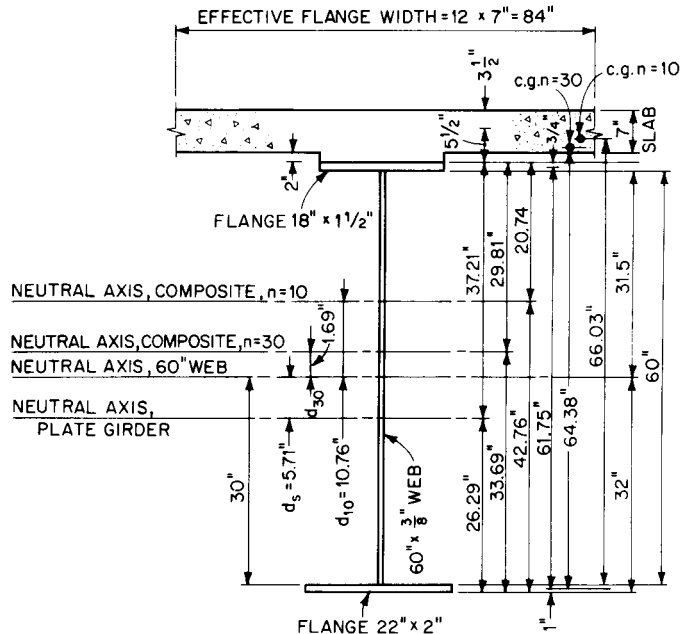 EFFECTIVE FLANGE WIDTH = 12 x 7" = 84"
3 1/2"
c.g.n=30
c.g.n=10
5 1/2"
3/4"
7"
SLAB
2"
FLANGE 18" x 1 1/2"
37.21"
29.81"
20.74
31.5"
NEUTRAL AXIS, COMPOSITE, n=10
66.03"
NEUTRAL AXIS, COMPOSITE, n=30
1.69"
60"
NEUTRAL AXIS, 60" WEB
d30
NEUTRAL AXIS,
PLATE GIRDER
30"
ds = 5.71"
d10 = 10.76"
60" x 3/8" WEB
26.29"
33.69"
42.76"
61.75"
64.38"
32"
1"
FLANGE 22" x 2"